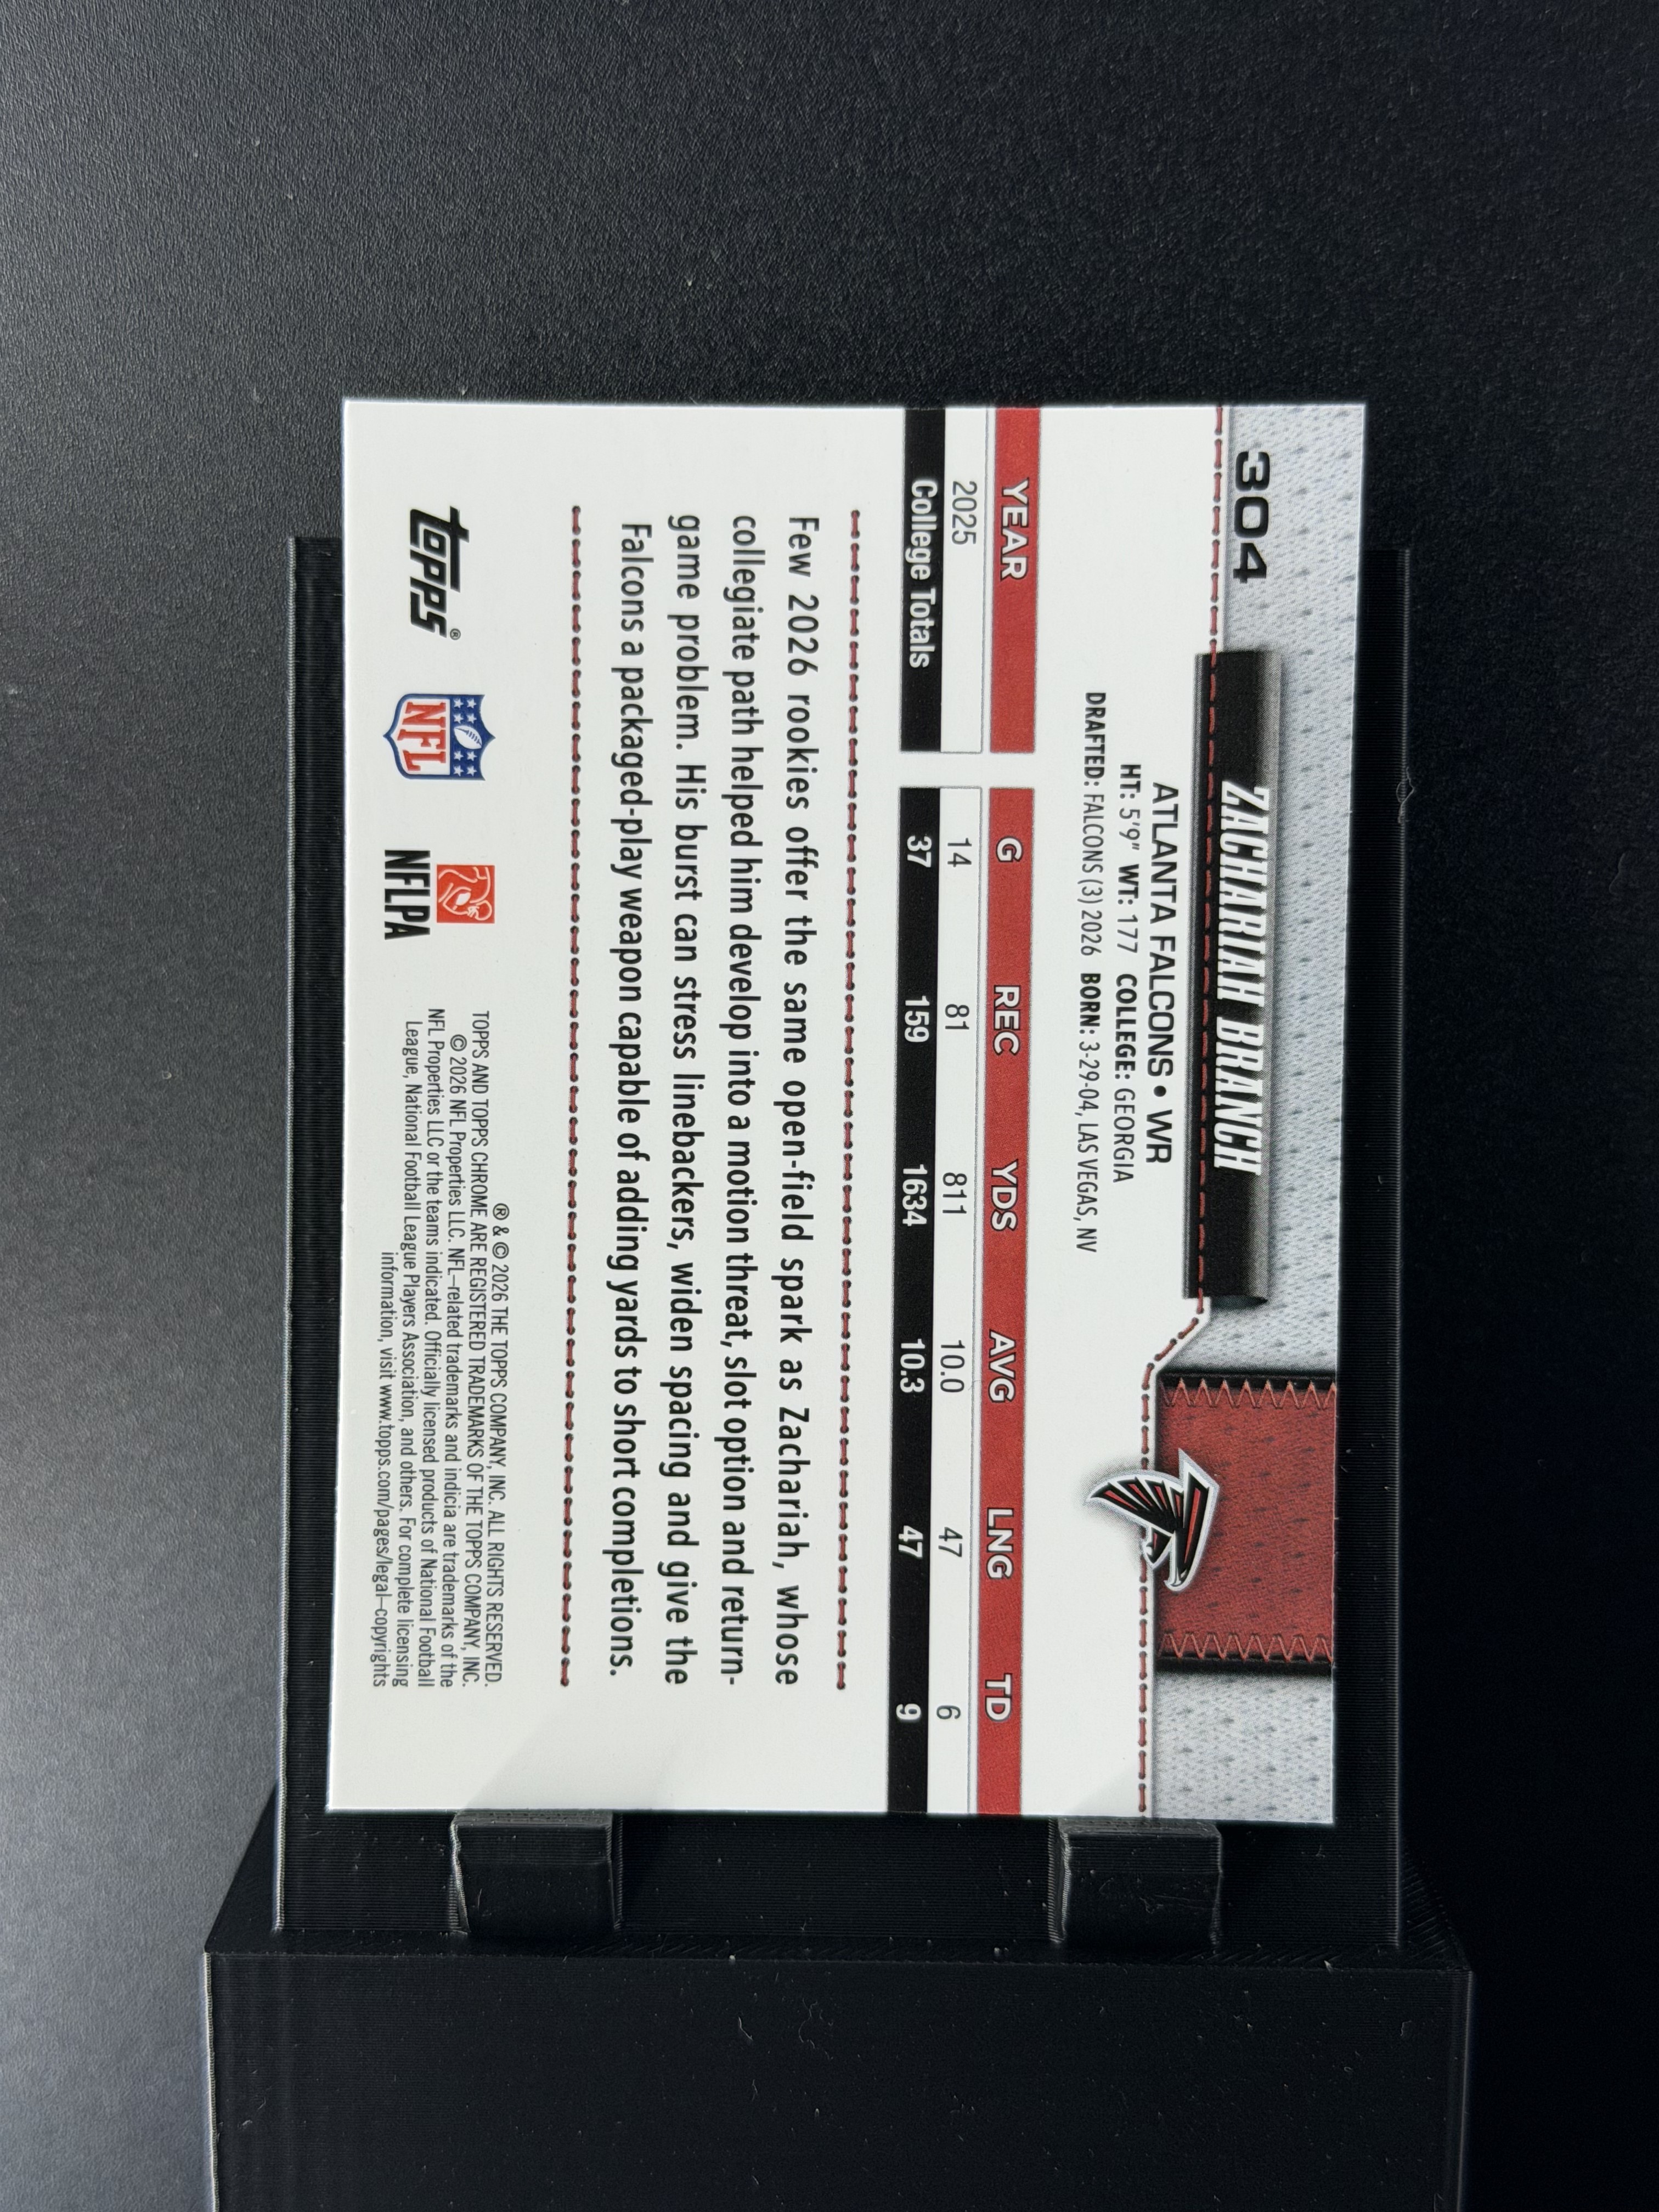 304
ZACHARIAH BRANCH
ATLANTA FALCONS • WR
HT: 5'9" WT: 177 COLLEGE: GEORGIA
DRAFTED: FALCONS (3) 2026 BORN: 3-29-04, LAS VEGAS, NV
YEAR G REC YDS AVG LNG TD
2025 14 81 811 10.0 47 6
College Totals 37 159 1634 10.3 47 9
Few 2026 rookies offer the same open-field spark as Zachariah, whose
collegiate path helped him develop into a motion threat, slot option and return-
game problem. His burst can stress linebackers, widen spacing and give the
Falcons a packaged-play weapon capable of adding yards to short completions.
topps®
NFL
NFLPA
® & © 2026 THE TOPPS COMPANY, INC. ALL RIGHTS RESERVED.
TOPPS AND TOPPS CHROME ARE REGISTERED TRADEMARKS OF THE TOPPS COMPANY, INC.
© 2026 NFL Properties LLC. NFL–related trademarks and indicia are trademarks of the
NFL Properties LLC or the teams indicated. Officially licensed products of National Football
League, National Football League Players Association, and others. For complete licensing
information, visit www.topps.com/pages/legal–copyrights